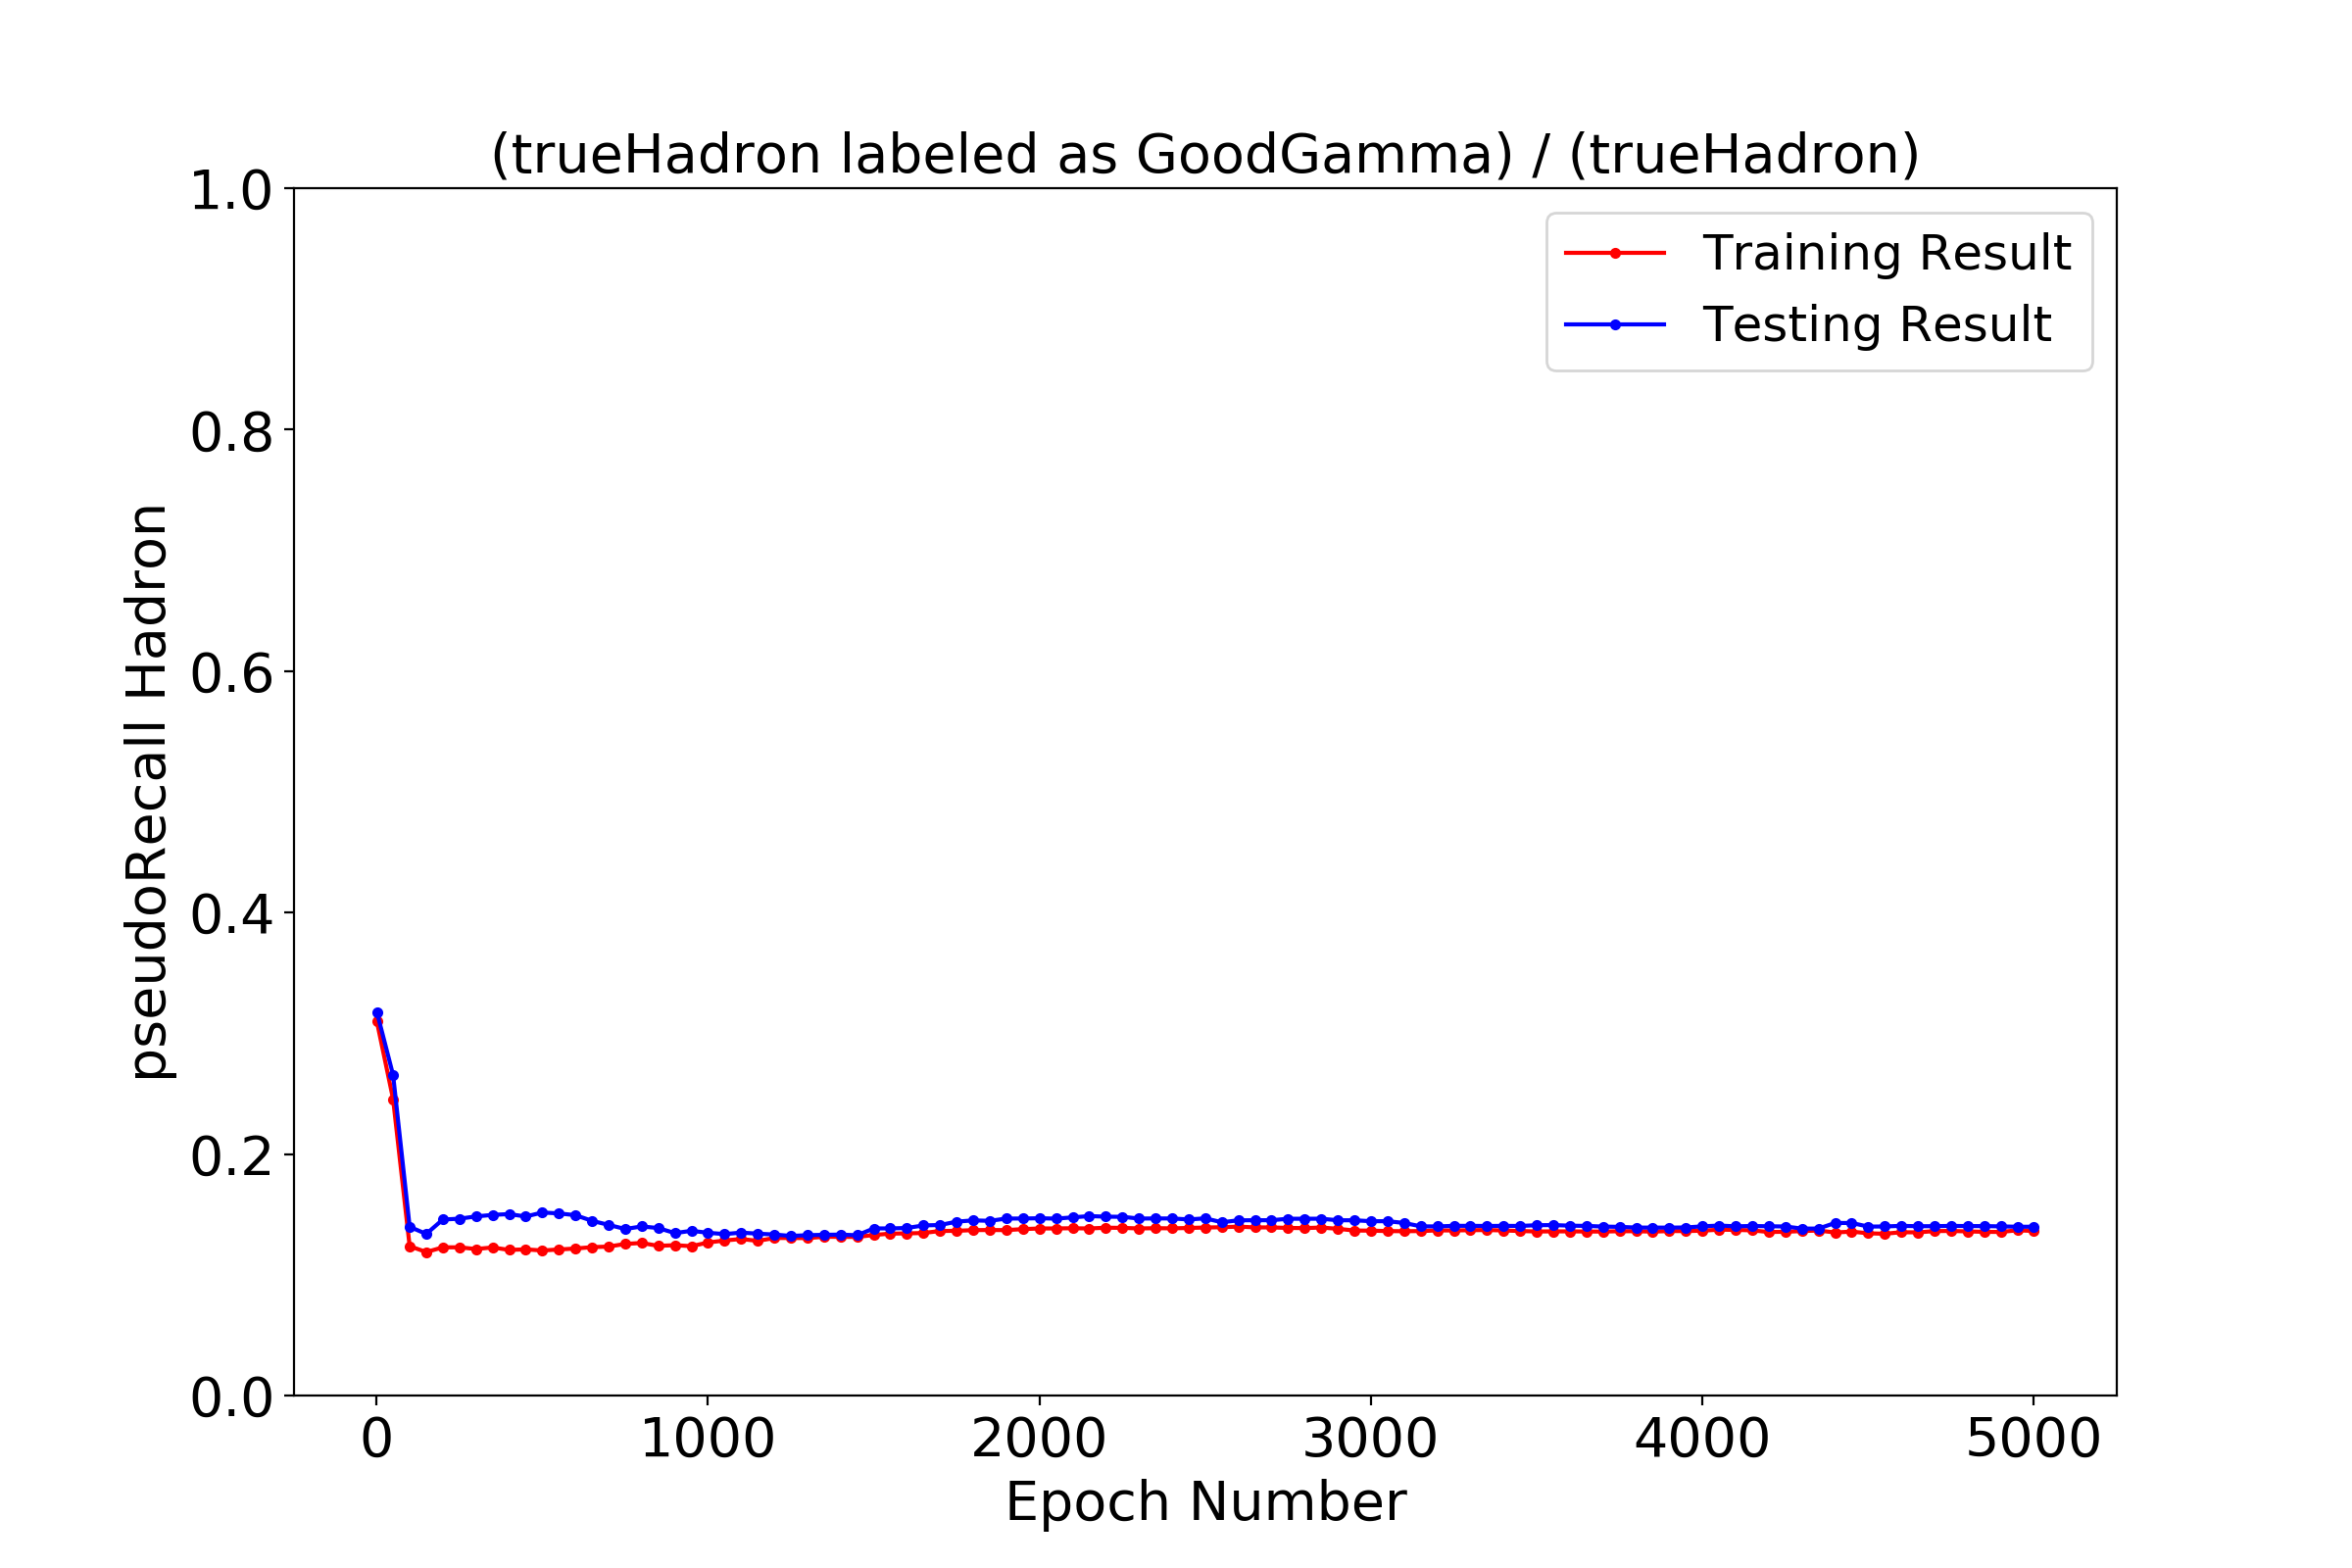 (trueHadron labeled as GoodGamma) / (trueHadron)
1.0
0.8
0.6
0.4
0.2
0.0
pseudoRecall Hadron
Training Result
Testing Result
0 1000 2000 3000 4000 5000
Epoch Number